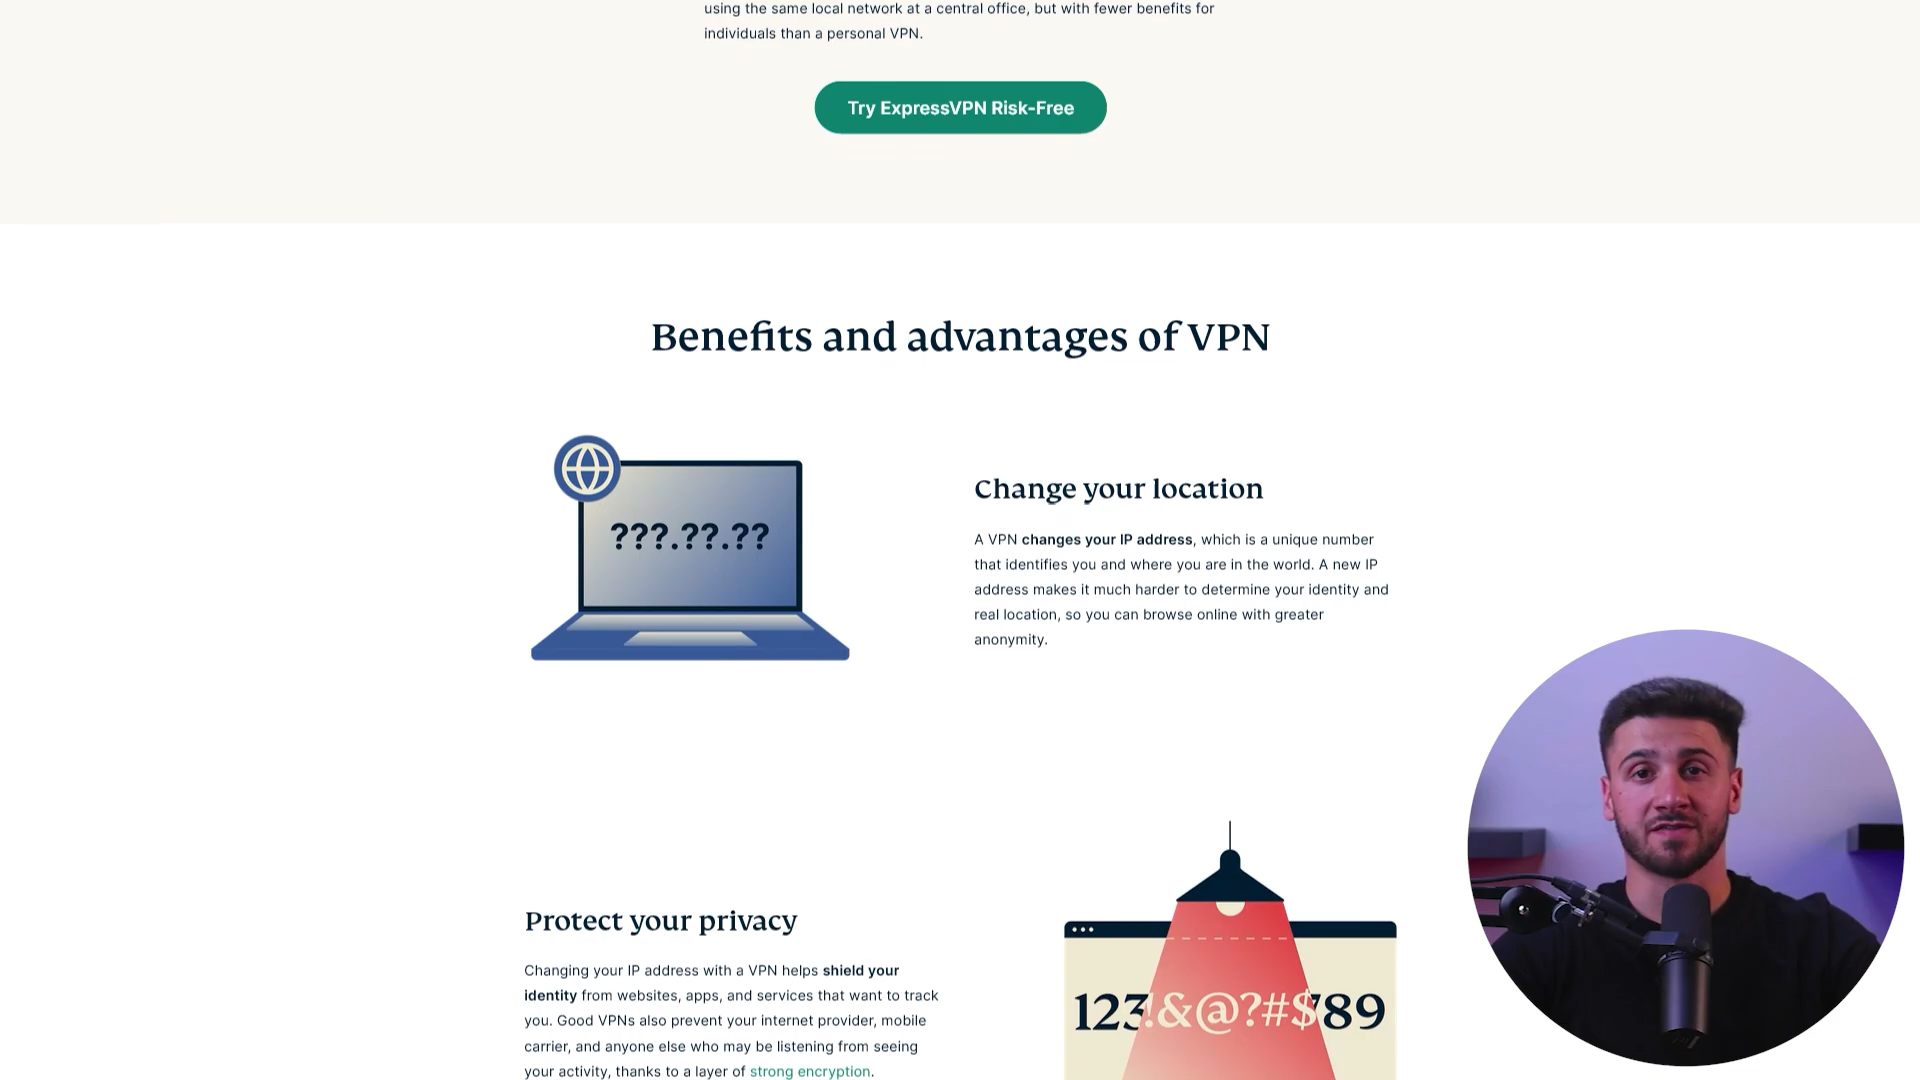 using the same local network at a central office, but with fewer benefits for
individuals than a personal VPN.
Try ExpressVPN Risk-Free
Benefits and advantages of VPN
???.??.??
Change your location
A VPN changes your IP address, which is a unique number
that identifies you and where you are in the world. A new IP
address makes it much harder to determine your identity and
real location, so you can browse online with greater
anonymity.
Protect your privacy
Changing your IP address with a VPN helps shield your
identity from websites, apps, and services that want to track
you. Good VPNs also prevent your internet provider, mobile
carrier, and anyone else who may be listening from seeing
your activity, thanks to a layer of strong encryption.
123!&@?#$789